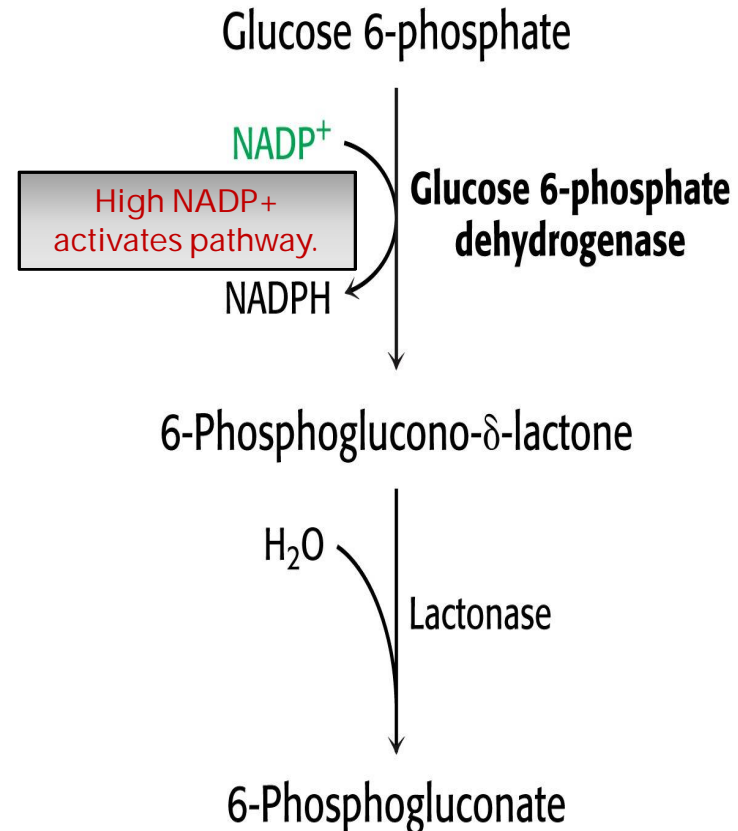 Glucose 6-phosphate
NADP⁺
High NADP+
activates pathway.
NADPH
Glucose 6-phosphate
dehydrogenase
6-Phosphoglucono-δ-lactone
H₂O
Lactonase
6-Phosphogluconate